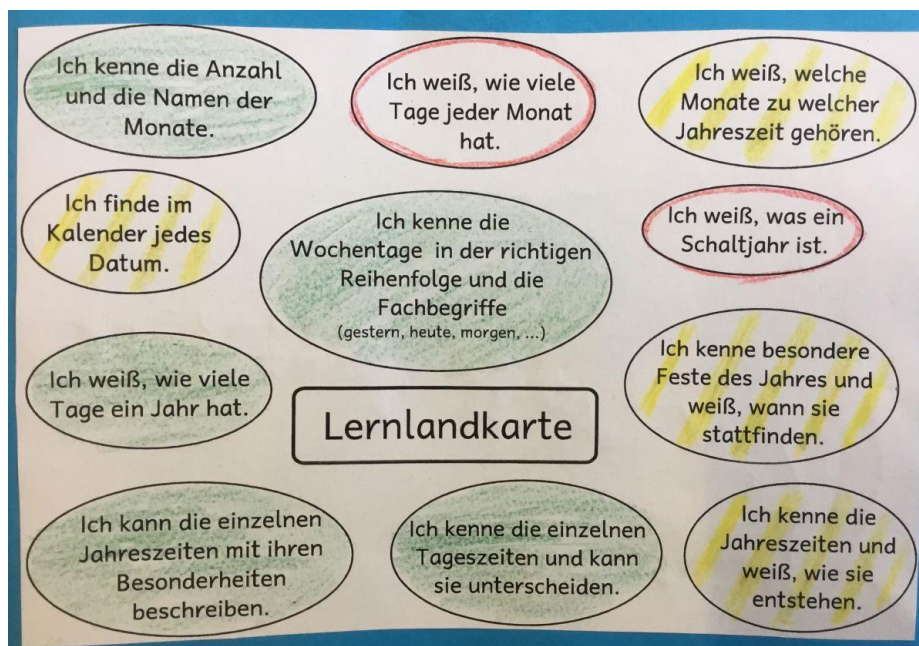 Ich kenne die Anzahl
und die Namen der
Monate.
Ich weiß, wie viele
Tage jeder Monat
hat.
Ich weiß, welche
Monate zu welcher
Jahreszeit gehören.
Ich finde im
Kalender jedes
Datum.
Ich kenne die
Wochentage in der richtigen
Reihenfolge und die
Fachbegriffe
(gestern, heute, morgen, ...)
Ich weiß, was ein
Schaltjahr ist.
Ich weiß, wie viele
Tage ein Jahr hat.
Lernlandkarte
Ich kenne besondere
Feste des Jahres und
weiß, wann sie
stattfinden.
Ich kann die einzelnen
Jahreszeiten mit ihren
Besonderheiten
beschreiben.
Ich kenne die einzelnen
Tageszeiten und kann
sie unterscheiden.
Ich kenne die
Jahreszeiten und
weiß, wie sie
entstehen.